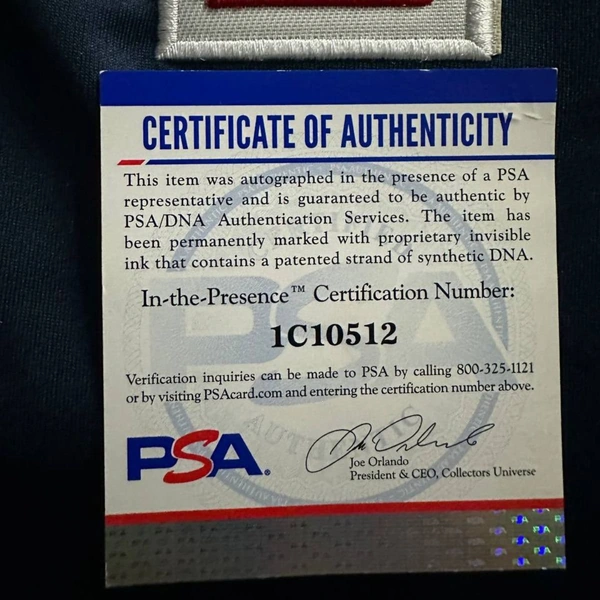 CERTIFICATE OF AUTHENTICITY
This item was autographed in the presence of a PSA
representative and is guaranteed to be authentic by
PSA/DNA Authentication Services. The item has
been permanently marked with proprietary invisible
ink that contains a patented strand of synthetic DNA.
In-the-Presence™ Certification Number:
1C10512
Verification inquiries can be made to PSA by calling 800-325-1121
or by visiting PSAcard.com and entering the certification number above.
PSA®
Joe Orlando
President & CEO, Collectors Universe